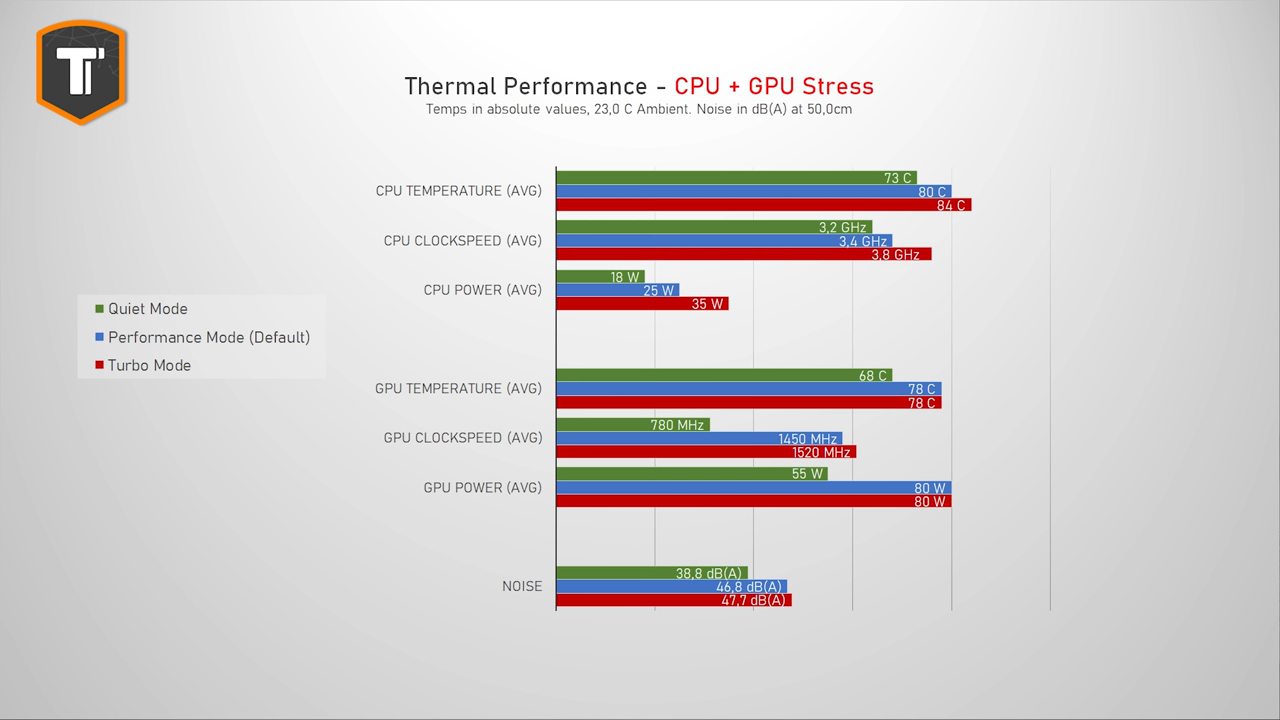 T
Thermal Performance - CPU + GPU Stress
Temps in absolute values, 23,0 C Ambient. Noise in dB(A) at 50,0cm
CPU TEMPERATURE (AVG)
73 C
80 C
84 C
CPU CLOCKSPEED (AVG)
3,2 GHz
3,4 GHz
3,8 GHz
CPU POWER (AVG)
18 W
25 W
35 W
Quiet Mode
Performance Mode (Default)
Turbo Mode
GPU TEMPERATURE (AVG)
68 C
78 C
78 C
GPU CLOCKSPEED (AVG)
780 MHz
1450 MHz
1520 MHz
GPU POWER (AVG)
55 W
80 W
80 W
NOISE
38,8 dB(A)
46,8 dB(A)
47,7 dB(A)